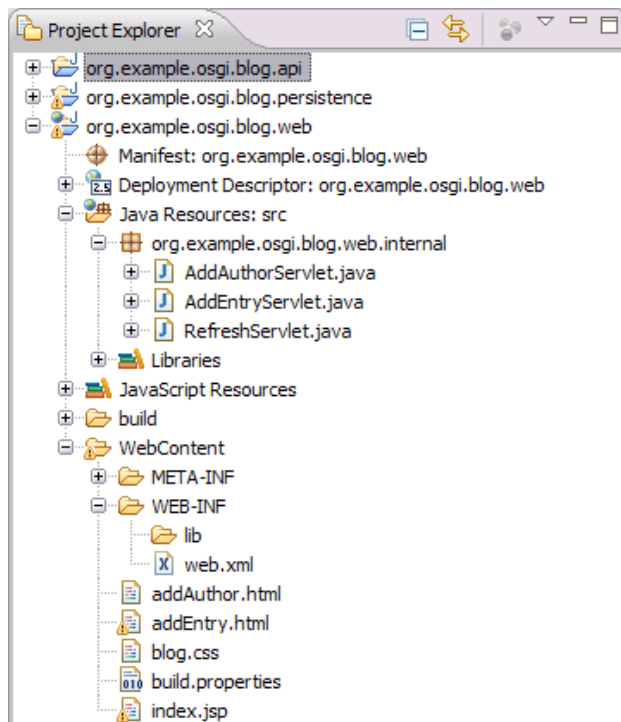 Project Explorer
org.example.osgi.blog.api
org.example.osgi.blog.persistence
org.example.osgi.blog.web
Manifest: org.example.osgi.blog.web
2.5 Deployment Descriptor: org.example.osgi.blog.web
Java Resources: src
org.example.osgi.blog.web.internal
J AddAuthorServlet.java
J AddEntryServlet.java
J RefreshServlet.java
Libraries
JavaScript Resources
build
WebContent
META-INF
WEB-INF
lib
X web.xml
addAuthor.html
addEntry.html
blog.css
010 build.properties
index.jsp